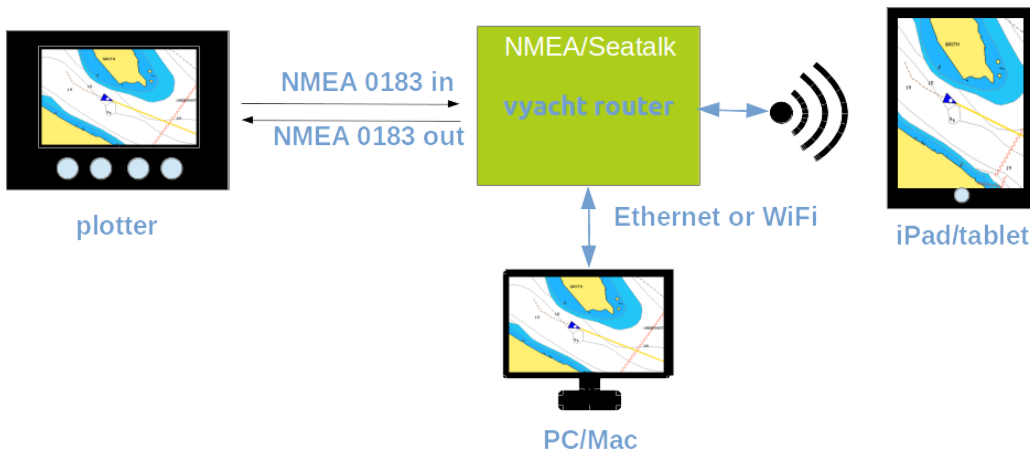 NMEA/Seatalk
NMEA 0183 in
vyacht router
NMEA 0183 out
plotter
Ethernet or WiFi
iPad/tablet
PC/Mac